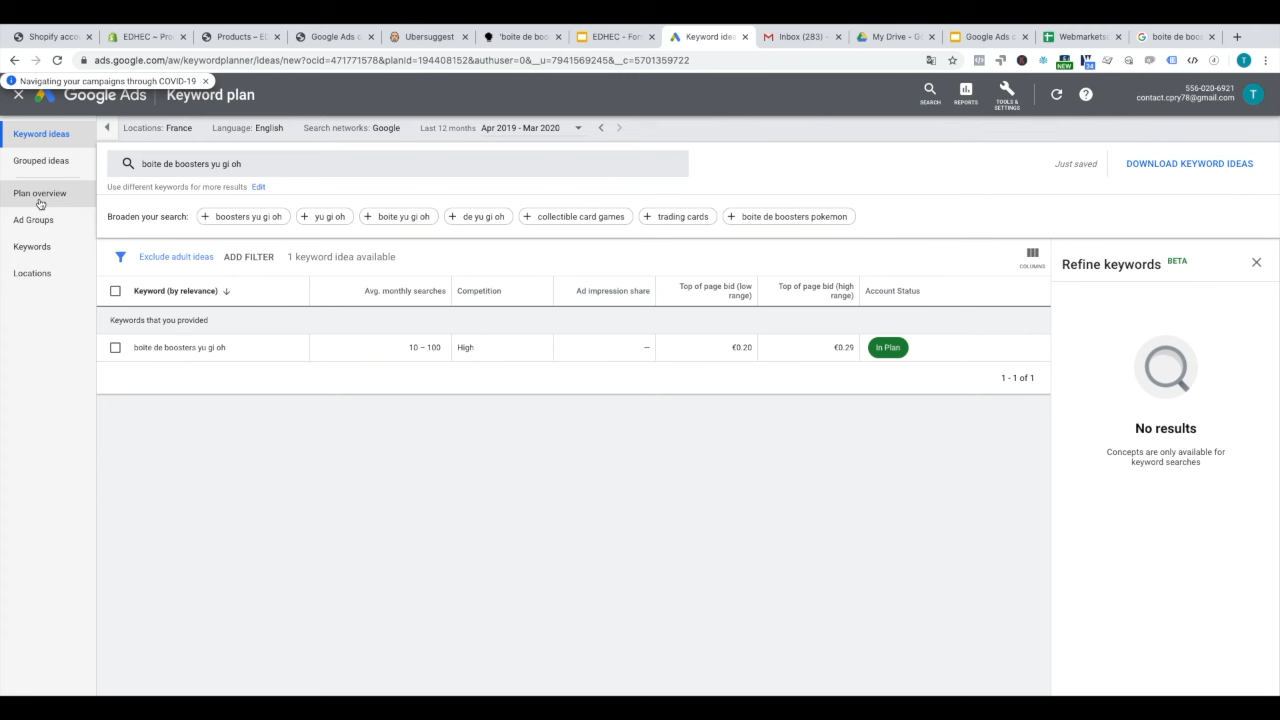 Shopify acco
EDHEC ~ Pro
Products ~ ED
Google Ads c
Ubersuggest
'boite de boo
EDHEC - For
Keyword idea
Inbox (283) -
My Drive - Go
Google Ads c
Webmarketi
boite de boos
ads.google.com/aw/keywordplanner/ideas/new?ocid=471771578&planId=194408152&authuser=0&__u=7941569245&__c=5701359722
NEW
24
T
Navigating your campaigns through COVID-19
Google Ads
Keyword plan
SEARCH
REPORTS
TOOLS & SETTINGS
556-020-6921
contact.cpry78@gmail.com
T
Keyword ideas
Grouped ideas
Plan overview
Ad Groups
Keywords
Locations
Locations: France
Language: English
Search networks: Google
Last 12 months
Apr 2019 - Mar 2020
boite de boosters yu gi oh
Just saved
DOWNLOAD KEYWORD IDEAS
Use different keywords for more results Edit
Broaden your search:
boosters yu gi oh
yu gi oh
boite yu gi oh
de yu gi oh
collectible card games
trading cards
boite de boosters pokemon
Exclude adult ideas
ADD FILTER
1 keyword idea available
COLUMNS
Keyword (by relevance)
Avg. monthly searches
Competition
Ad impression share
Top of page bid (low
range)
Top of page bid (high
range)
Account Status
Keywords that you provided
boite de boosters yu gi oh
10 – 100
High
—
€0.20
€0.29
In Plan
1 - 1 of 1
Refine keywords BETA
No results
Concepts are only available for
keyword searches